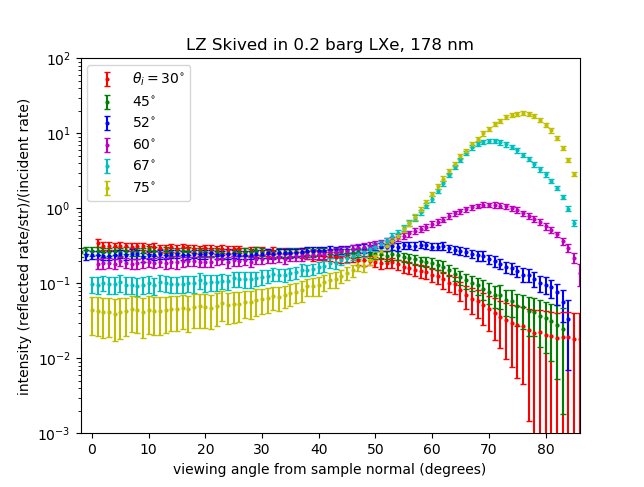 LZ Skived in 0.2 barg LXe, 178 nm
intensity (reflected rate/str)/(incident rate)
10²
10¹
10⁰
10⁻¹
10⁻²
10⁻³
θᵢ = 30°
45°
52°
60°
67°
75°
0 10 20 30 40 50 60 70 80
viewing angle from sample normal (degrees)